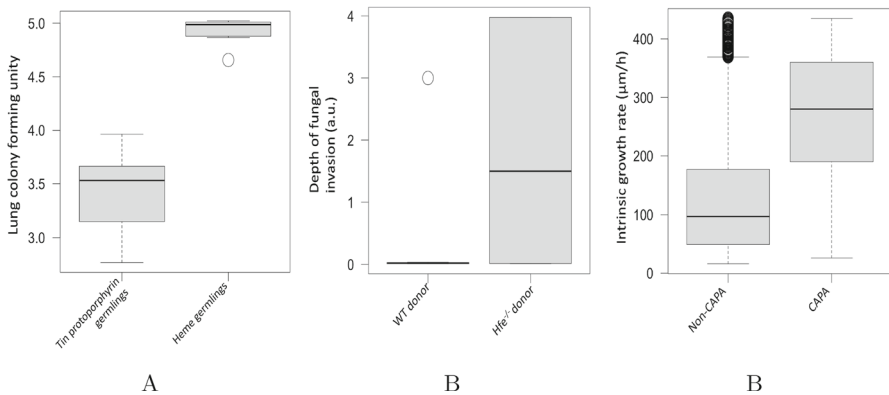 Lung colony forming unity
5.0
4.5
4.0
3.5
3.0
Tin protoporphyrin
germlings
Heme germlings
A
Depth of fungal
invasion (a.u.)
4
3
2
1
0
WT donor
Hfe-/- donor
B
Intrinsic growth rate (µm/h)
400
300
200
100
0
Non-CAPA
CAPA
B